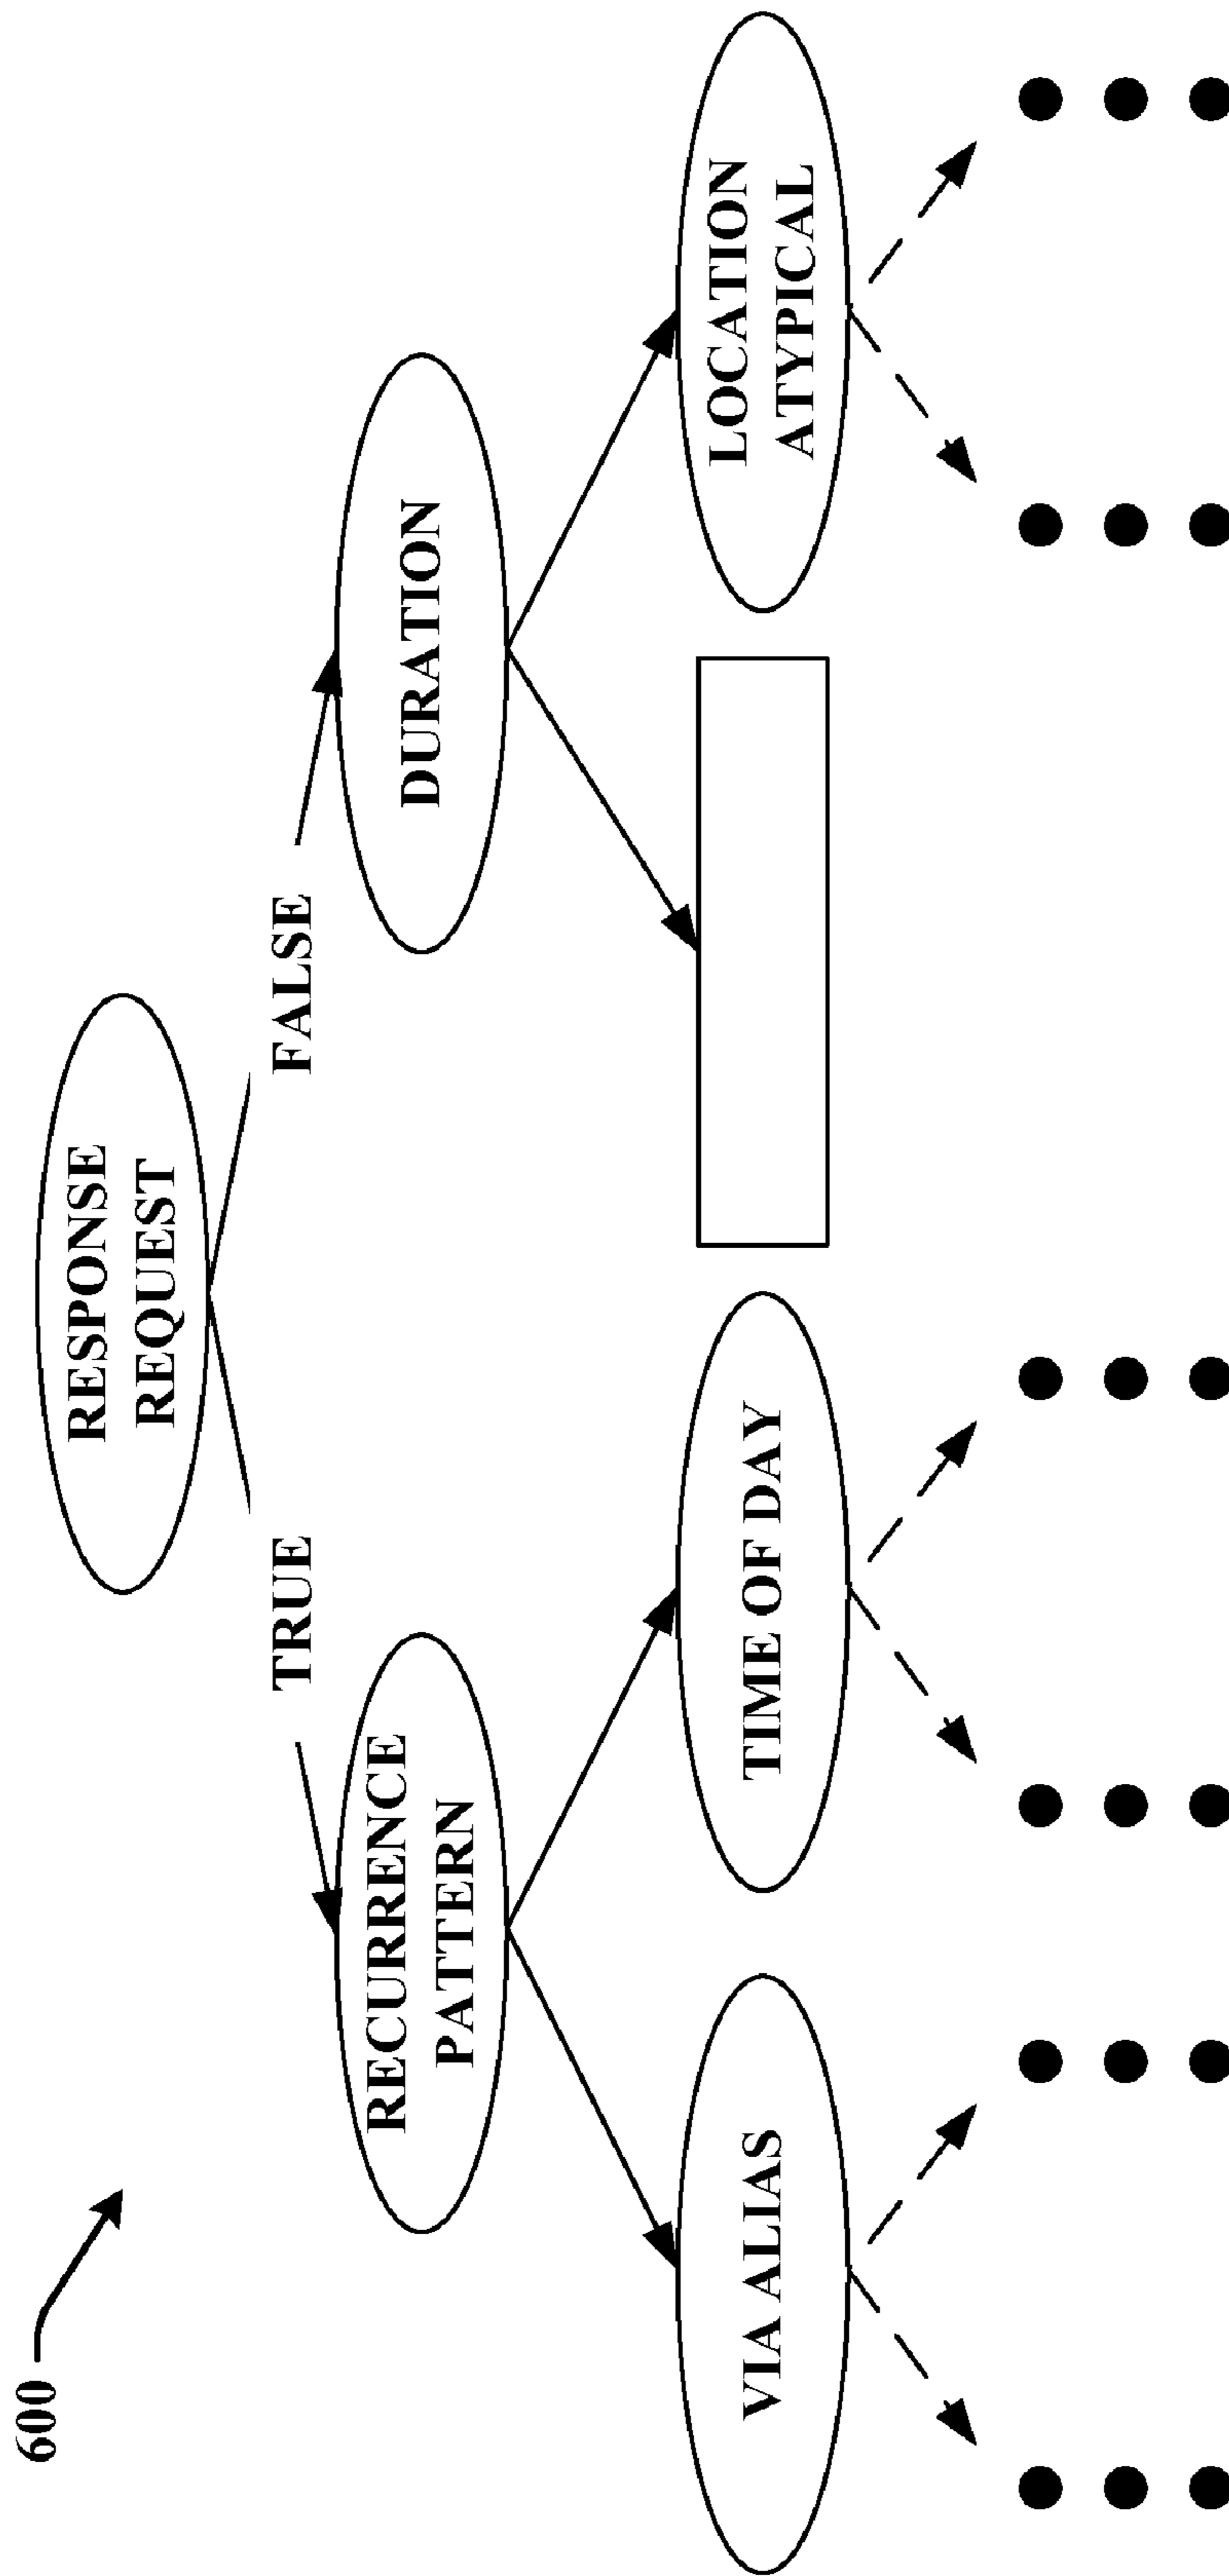 600
RESPONSE
REQUEST
TRUE
FALSE
RECURRENCE
PATTERN
DURATION
VIA ALIAS
TIME OF DAY
LOCATION
ATYPICAL